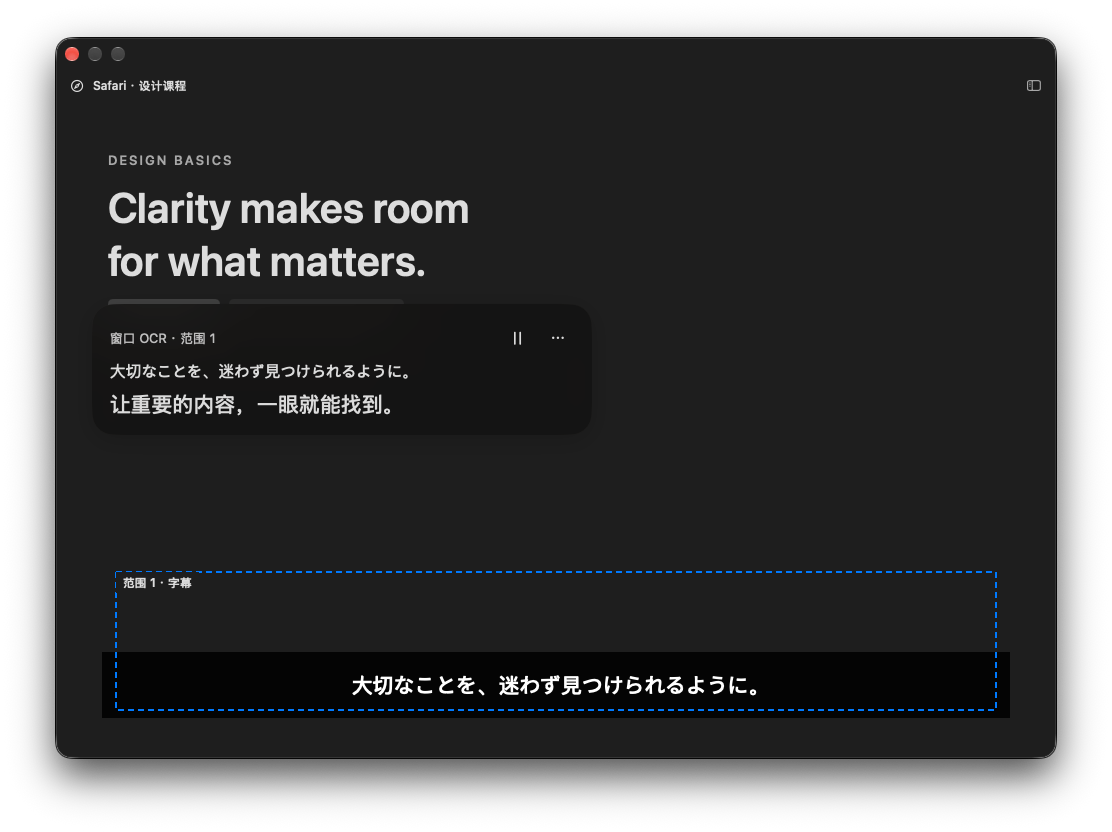 Safari · 设计课程
DESIGN BASICS
Clarity makes room
for what matters.
窗口 OCR · 范围 1
大切なことを、迷わず見つけられるように。
让重要的内容，一眼就能找到。
范围 1 · 字幕
大切なことを、迷わず見つけられるように。